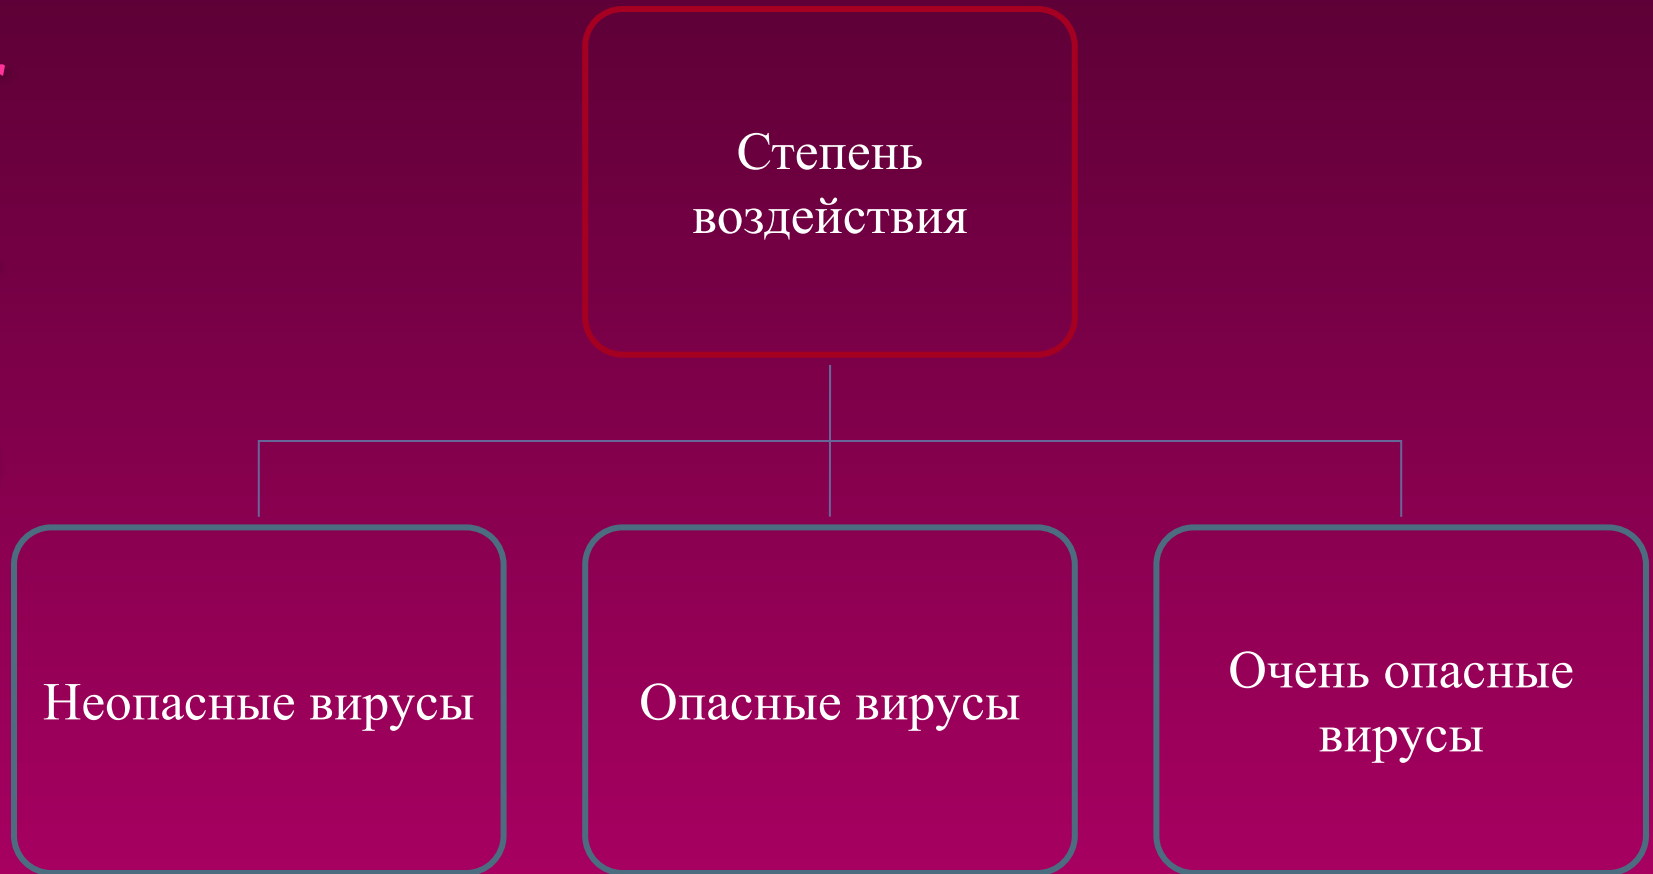 Степень
воздействия
Неопасные вирусы
Опасные вирусы
Очень опасные
вирусы